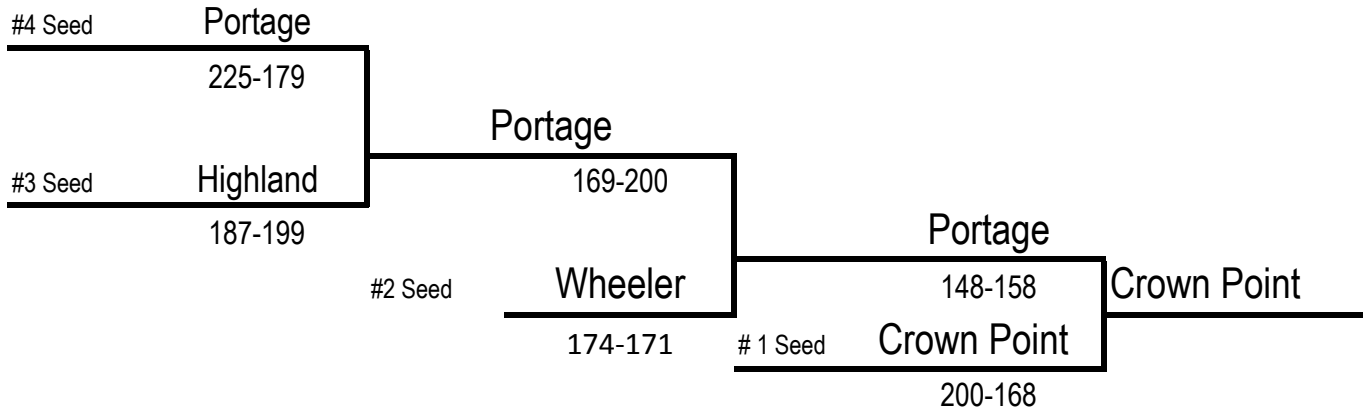 #4 Seed Portage
225-179
Portage
#3 Seed Highland 169-200
187-199
Portage
#2 Seed Wheeler 148-158 Crown Point
174-171 # 1 Seed Crown Point
200-168